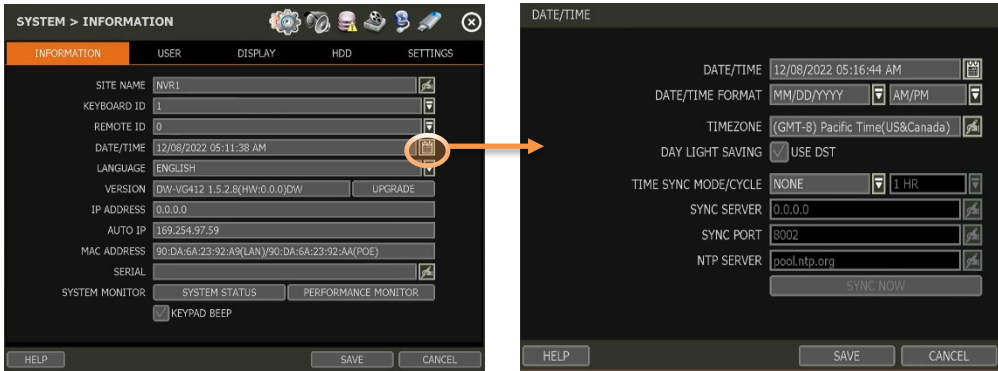 SYSTEM > INFORMATION
INFORMATION USER DISPLAY HDD SETTINGS
SITE NAME NVR1
KEYBOARD ID 1
REMOTE ID 0
DATE/TIME 12/08/2022 05:11:38 AM
LANGUAGE ENGLISH
VERSION DW-VG412 1.5.2.8(HW:0.0.0)DW UPGRADE
IP ADDRESS 0.0.0.0
AUTO IP 169.254.97.59
MAC ADDRESS 90:DA:6A:23:92:A9(LAN)/90:DA:6A:23:92:AA(POE)
SERIAL
SYSTEM MONITOR SYSTEM STATUS PERFORMANCE MONITOR
KEYPAD BEEP
HELP SAVE CANCEL
DATE/TIME
DATE/TIME 12/08/2022 05:16:44 AM
DATE/TIME FORMAT MM/DD/YYYY AM/PM
TIMEZONE (GMT-8) Pacific Time(US&Canada)
DAY LIGHT SAVING USE DST
TIME SYNC MODE/CYCLE NONE 1 HR
SYNC SERVER 0.0.0.0
SYNC PORT 8002
NTP SERVER pool.ntp.org
SYNC NOW
HELP SAVE CANCEL